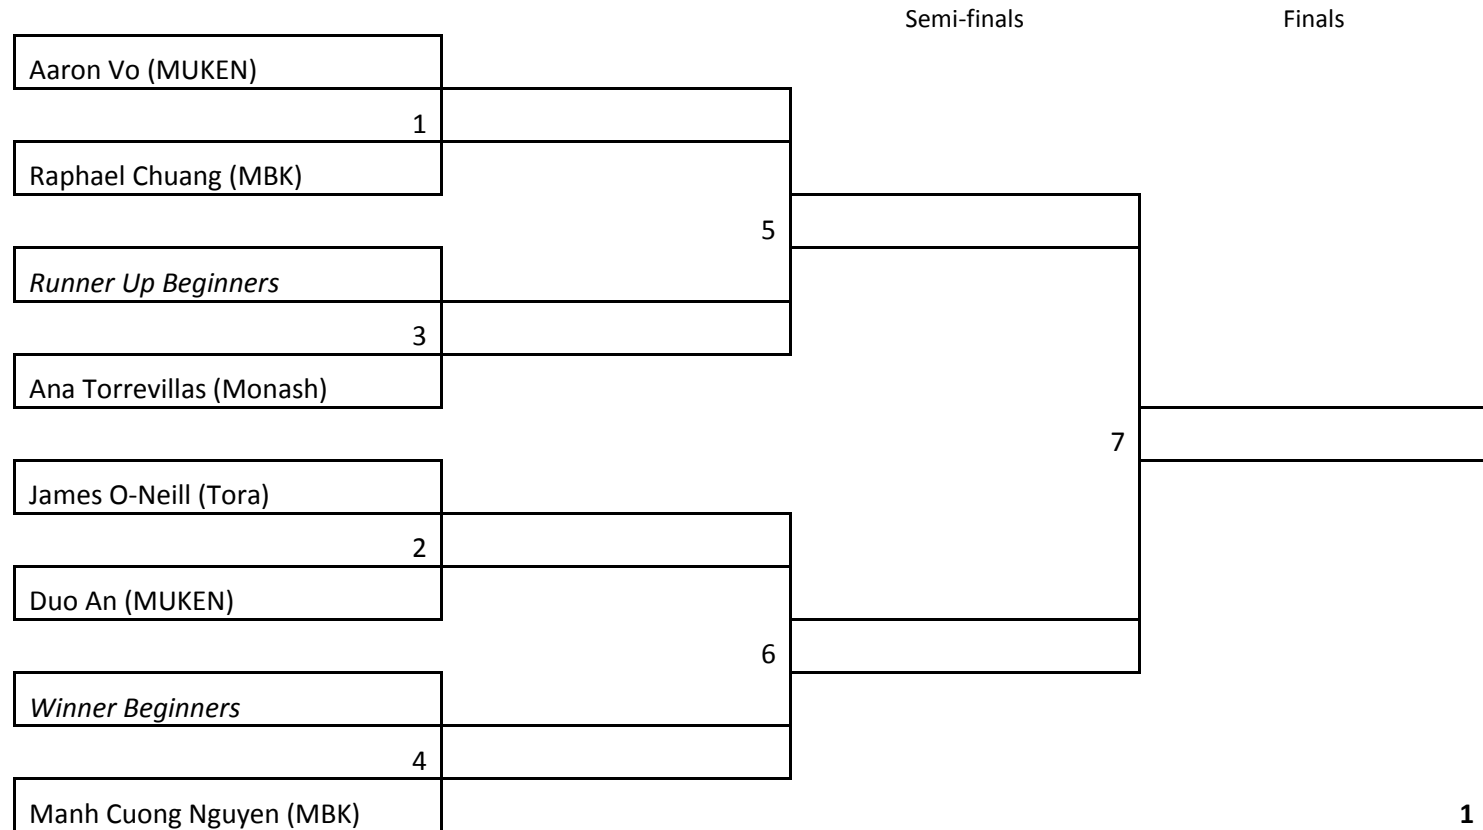 Semi-finals Finals
Aaron Vo (MUKEN)
1
Raphael Chuang (MBK)
5
Runner Up Beginners
3
Ana Torrevillas (Monash)
7
James O-Neill (Tora)
2
Duo An (MUKEN)
6
Winner Beginners
4
Manh Cuong Nguyen (MBK)
1